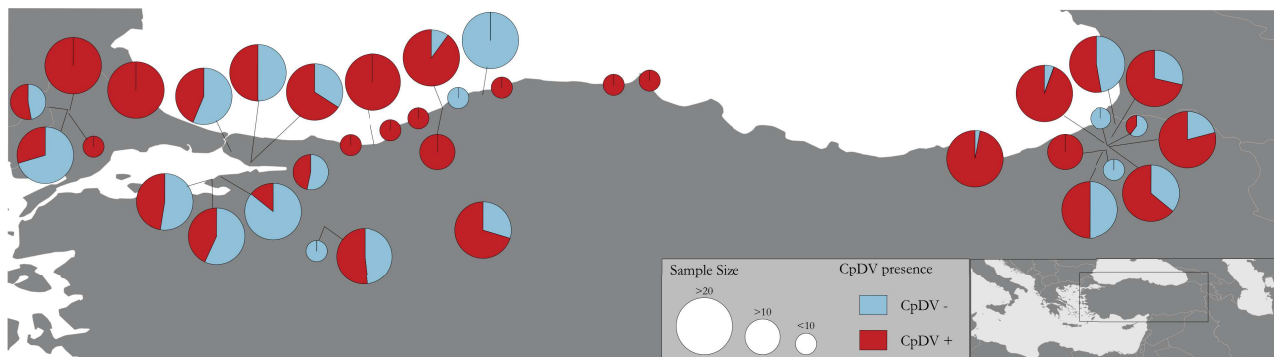 Sample Size
>20
>10
<10
CpDV presence
CpDV -
CpDV +